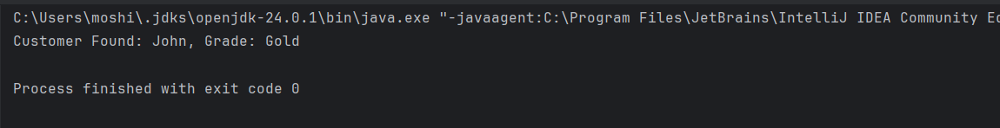 C:\Users\moshi\.jdks\openjdk-24.0.1\bin\java.exe "-javaagent:C:\Program Files\JetBrains\IntelliJ IDEA Community
Customer Found: John, Grade: Gold
Process finished with exit code 0